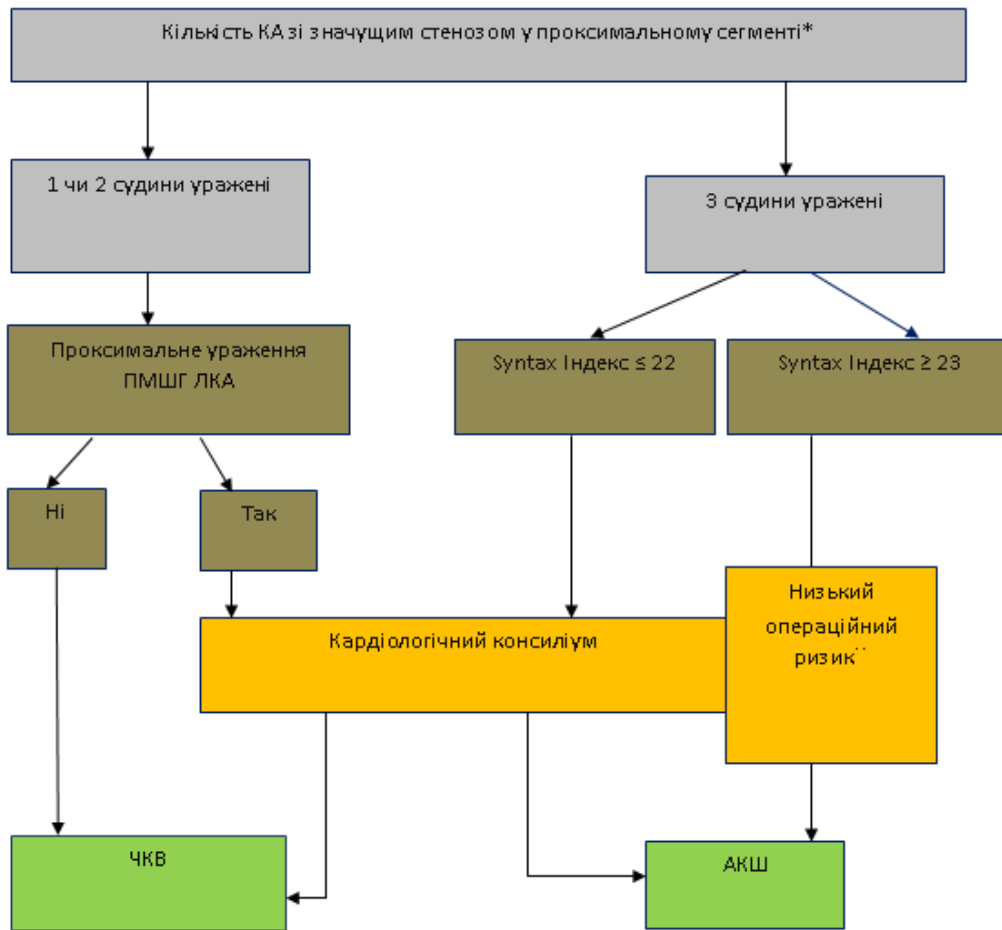 Кількість КА зі значущим стенозом у проксимальному сегменті*
1 чи 2 судини уражені
3 судини уражені
Проксимальне ураження
ПМШГ ЛКА
Syntax Індекс ≤ 22
Syntax Індекс ≥ 23
Ні
Так
Кардіологічний консиліум
Низький
операційний
ризик¨
ЧКВ
АКШ